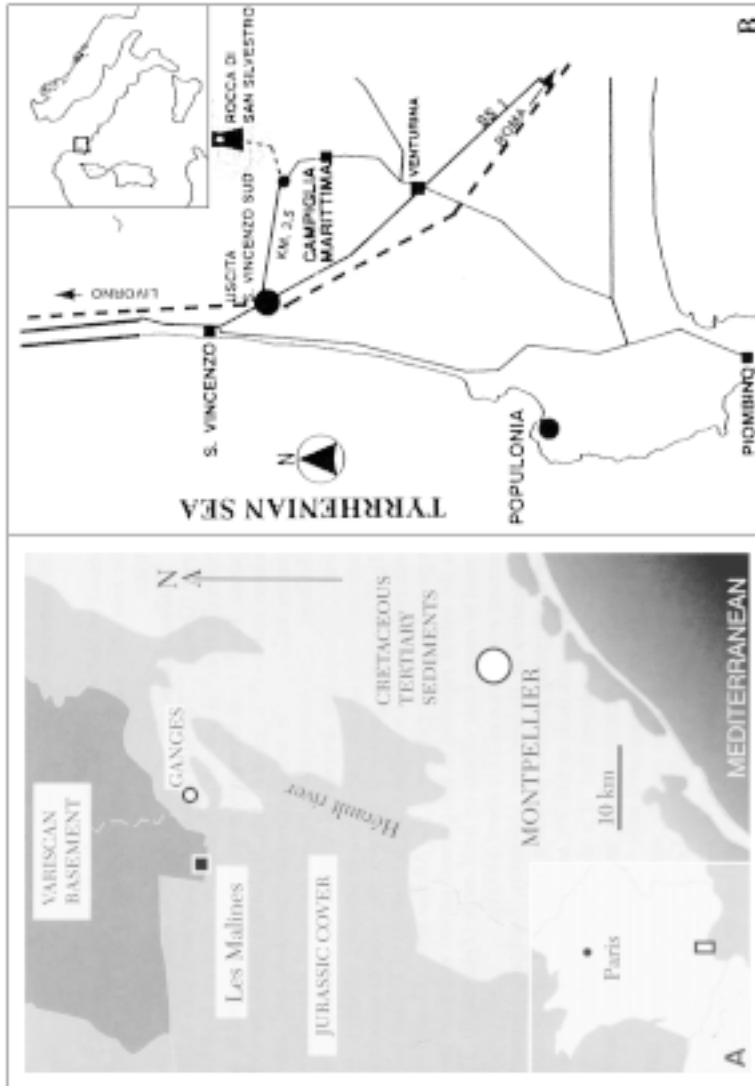 VARISCAN
BASEMENT
GANGES
N
Les Malines
JURASSIC COVER
Hérault river
CRETACEOUS
TERTIARY
SEDIMENTS
MONTPELLIER
10 km
MEDITERRANEAN
Paris
A
LIVORNO
USCITA
S. VINCENZO SUD
ROCCA DI
SAN SILVESTRO
S. VINCENZO
KM. 2,5
CAMPIGLIA
MARITTIMA
N
TYRRHENIAN SEA
VENTURINA
SS. 1
ROMA
POPULONIA
PIOMBINO
B